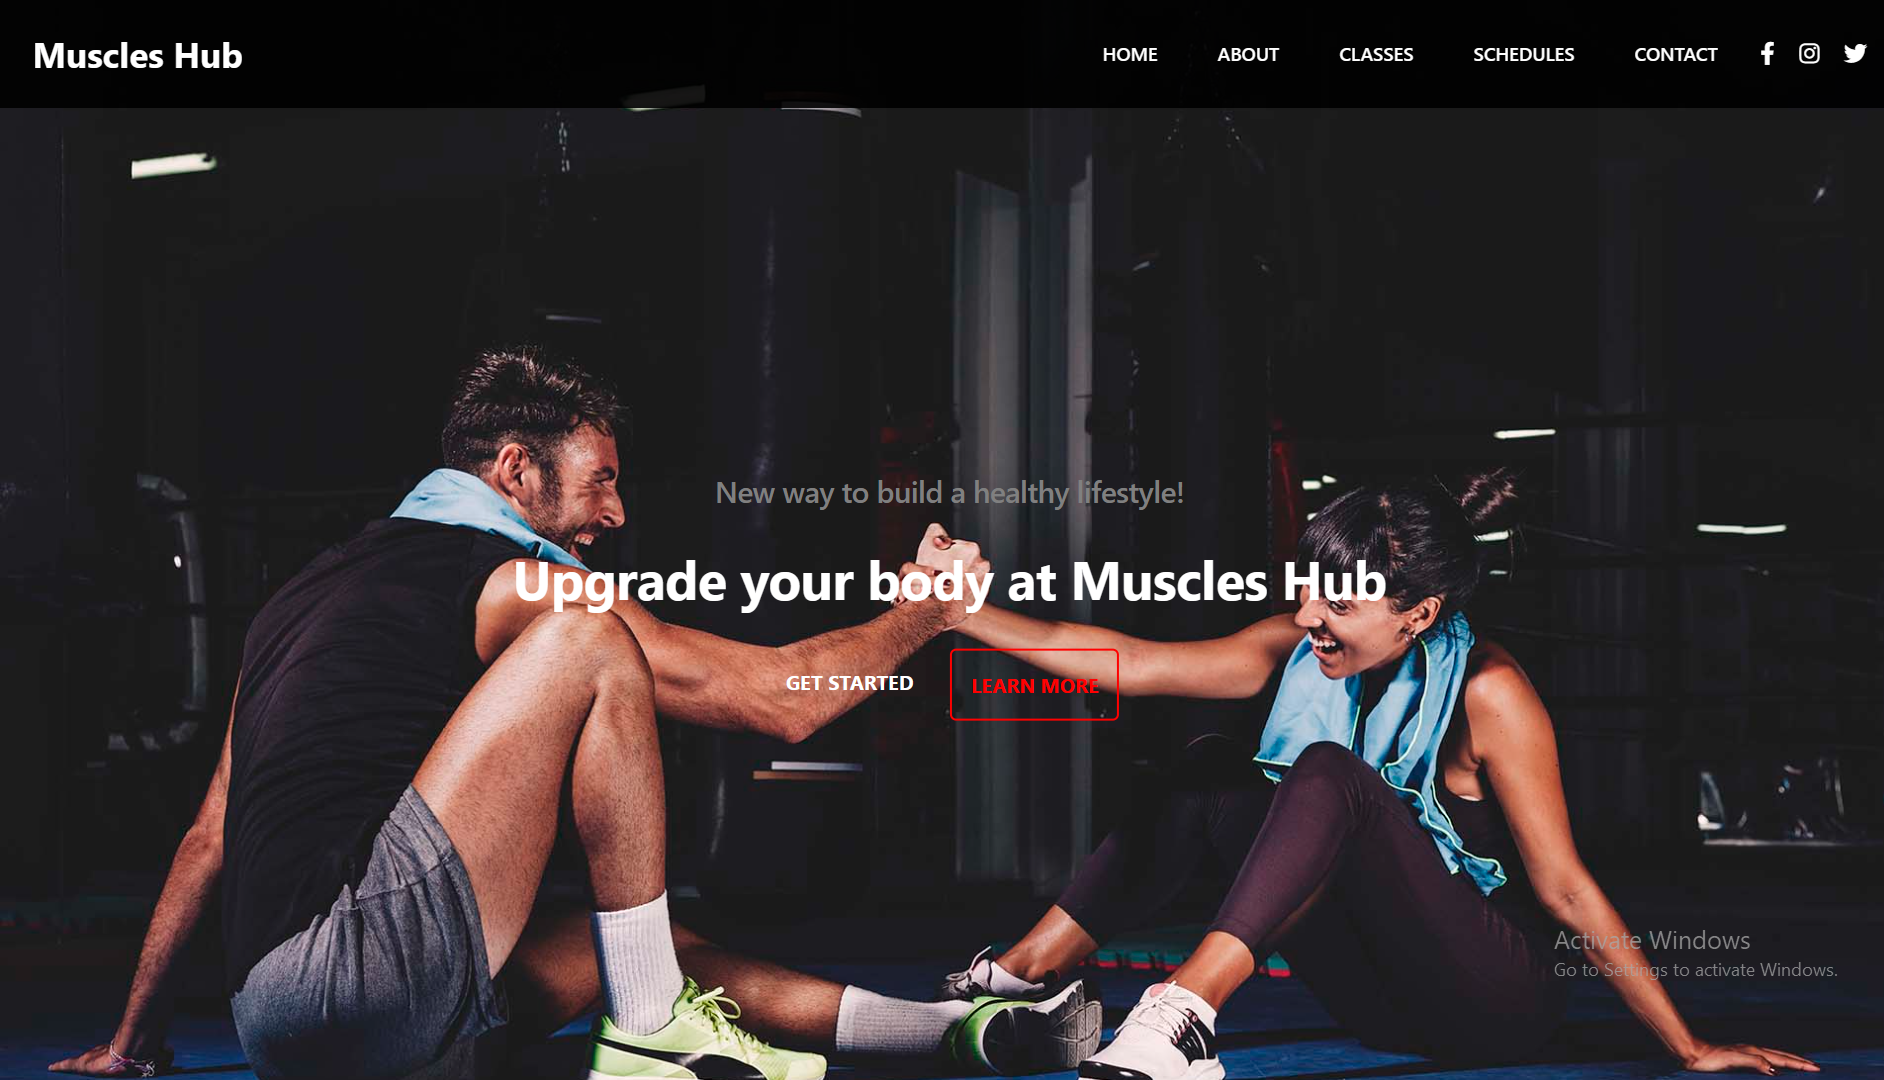 Muscles Hub
HOME ABOUT CLASSES SCHEDULES CONTACT
New way to build a healthy lifestyle!
Upgrade your body at Muscles Hub
GET STARTED LEARN MORE
Activate Windows
Go to Settings to activate Windows.